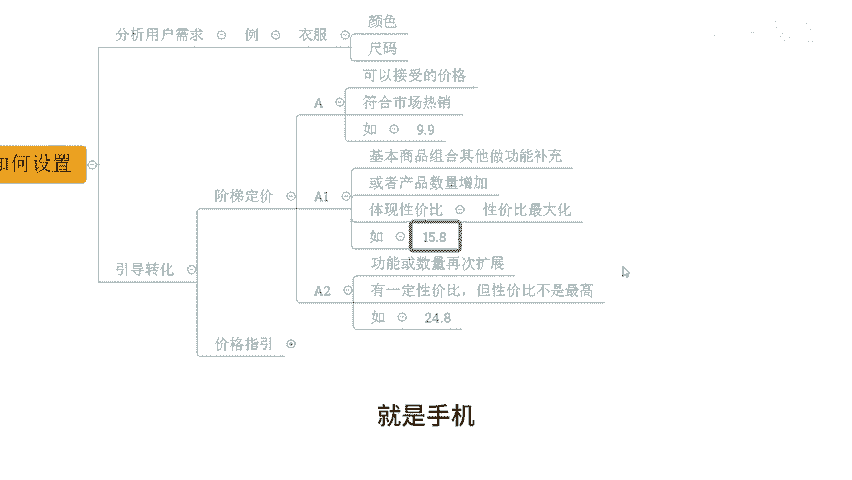 如何设置
分析用户需求 例 衣服
颜色
尺码
引导转化
阶梯定价
A
可以接受的价格
符合市场热销
如 9.9
A1
基本商品组合其他做功能补充
或者产品数量增加
体现性价比 性价比最大化
如 15.8
A2
功能或数量再次扩展
有一定性价比，但性价比不是最高
如 24.8
价格指引
就是手机